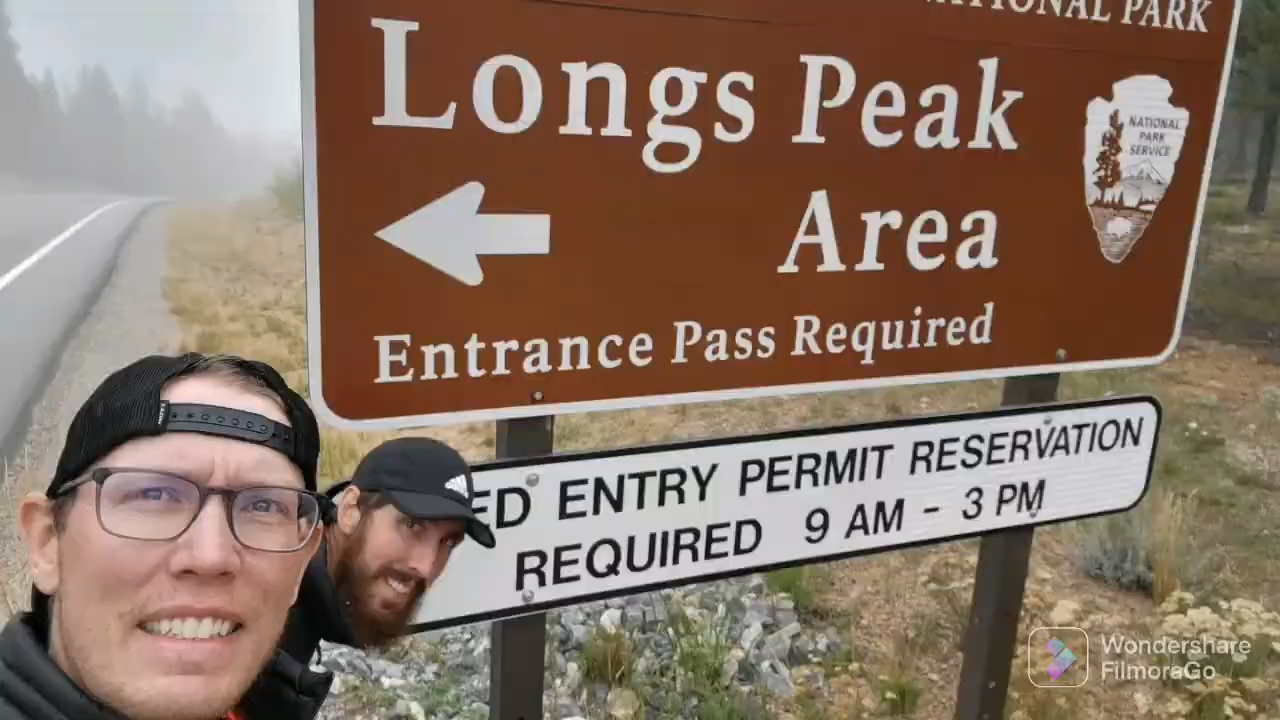 NATIONAL PARK
Longs Peak
Area
NATIONAL
PARK
SERVICE
Entrance Pass Required
ED ENTRY PERMIT RESERVATION
REQUIRED 9 AM - 3 PM
Wondershare
FilmoraGo